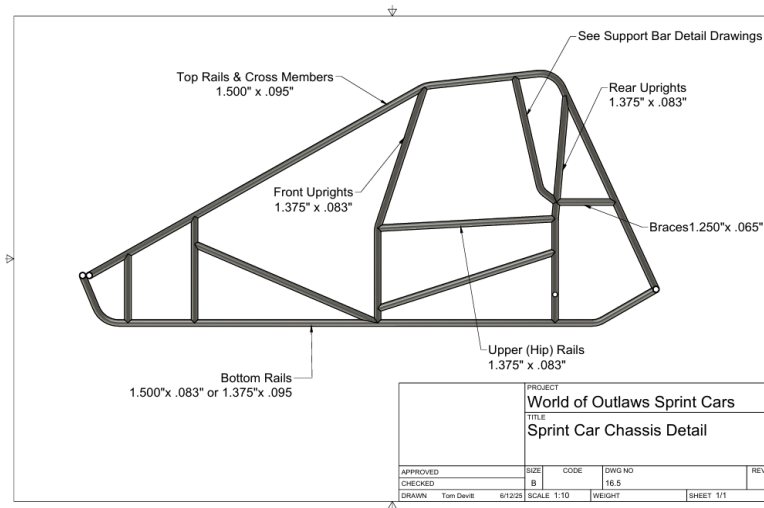 See Support Bar Detail Drawings
Top Rails & Cross Members
1.500" x .095"
Rear Uprights
1.375" x .083"
Front Uprights
1.375" x .083"
Braces1.250"x .065"
Upper (Hip) Rails
1.375" x .083"
Bottom Rails
1.500"x .083" or 1.375"x .095
PROJECT
World of Outlaws Sprint Cars
TITLE
Sprint Car Chassis Detail
APPROVED
CHECKED
DRAWN Tom Devitt 6/12/25
SIZE CODE DWG NO REV
B 16.5
SCALE 1:10 WEIGHT SHEET 1/1